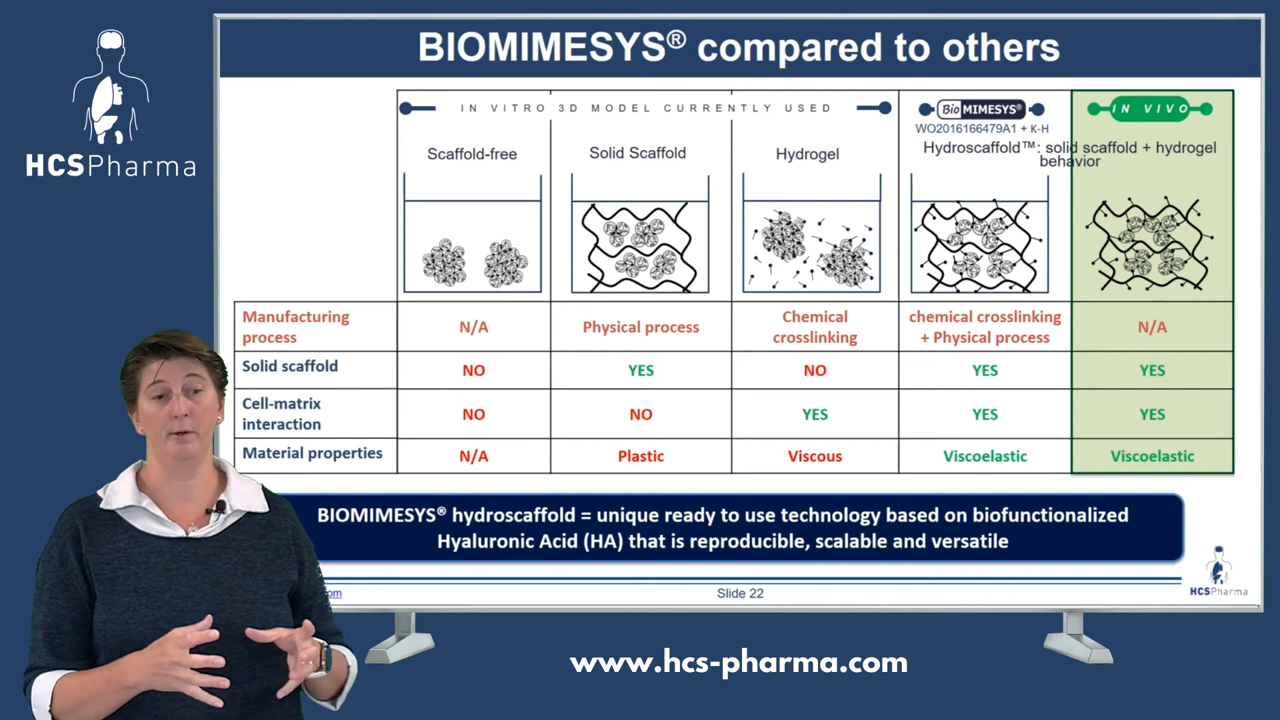 HCSPharma
BIOMIMESYS® compared to others
IN VITRO 3D MODEL CURRENTLY USED
BioMIMESYS®
IN VIVO
WO2016166479A1 + K-H
Scaffold-free
Solid Scaffold
Hydrogel
Hydroscaffold™: solid scaffold + hydrogel
behavior
Manufacturing
process
N/A
Physical process
Chemical
crosslinking
chemical crosslinking
+ Physical process
N/A
Solid scaffold
NO
YES
NO
YES
YES
Cell-matrix
interaction
NO
NO
YES
YES
YES
Material properties
N/A
Plastic
Viscous
Viscoelastic
Viscoelastic
BIOMIMESYS® hydroscaffold = unique ready to use technology based on biofunctionalized
Hyaluronic Acid (HA) that is reproducible, scalable and versatile
om
Slide 22
HCSPharma
www.hcs-pharma.com